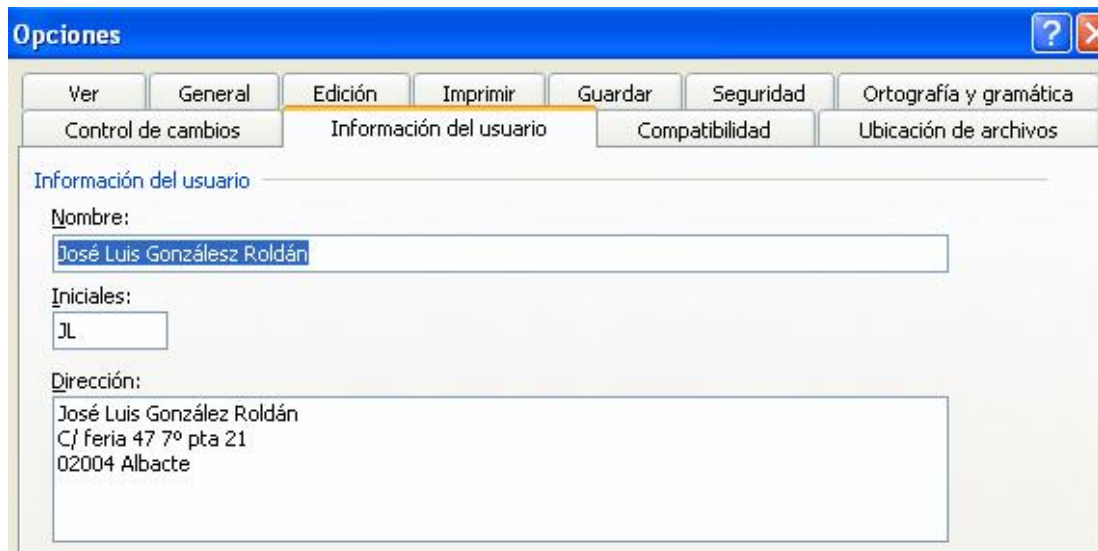 Opciones
Ver General Edición Imprimir Guardar Seguridad Ortografía y gramática
Control de cambios Información del usuario Compatibilidad Ubicación de archivos
Información del usuario
Nombre:
José Luis Gonzálesz Roldán
Iniciales:
JL
Dirección:
José Luis González Roldán
C/ feria 47 7º pta 21
02004 Albacte